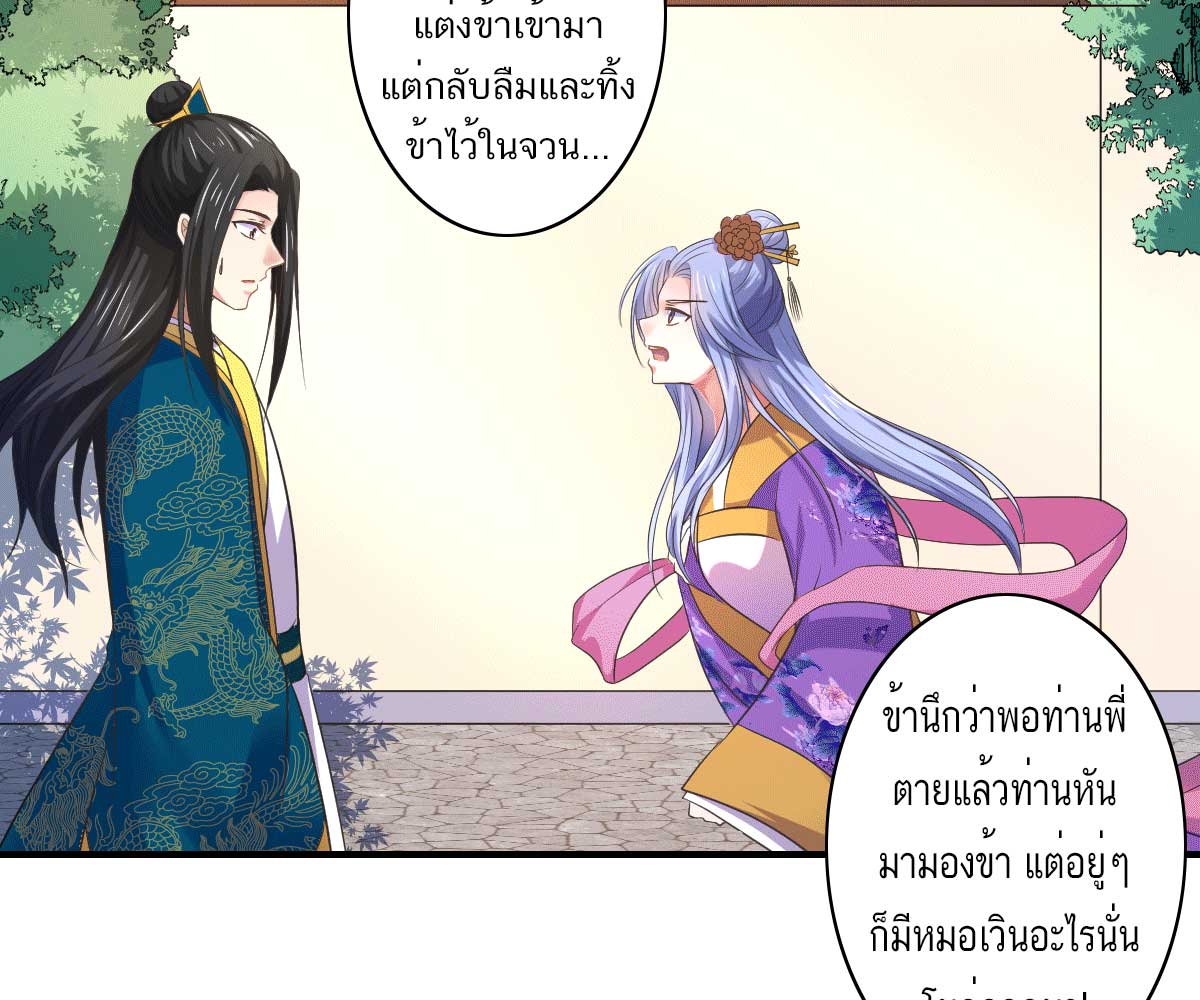 แต่งข้าเข้ามา
แต่กลับลืมและทิ้ง
ข้าไว้ในจวน...
ข้านึกว่าพอท่านพี่
ตายแล้วท่านหัน
มามองข้า แต่อยู่ๆ
ก็มีหมอเวินอะไรนั่น